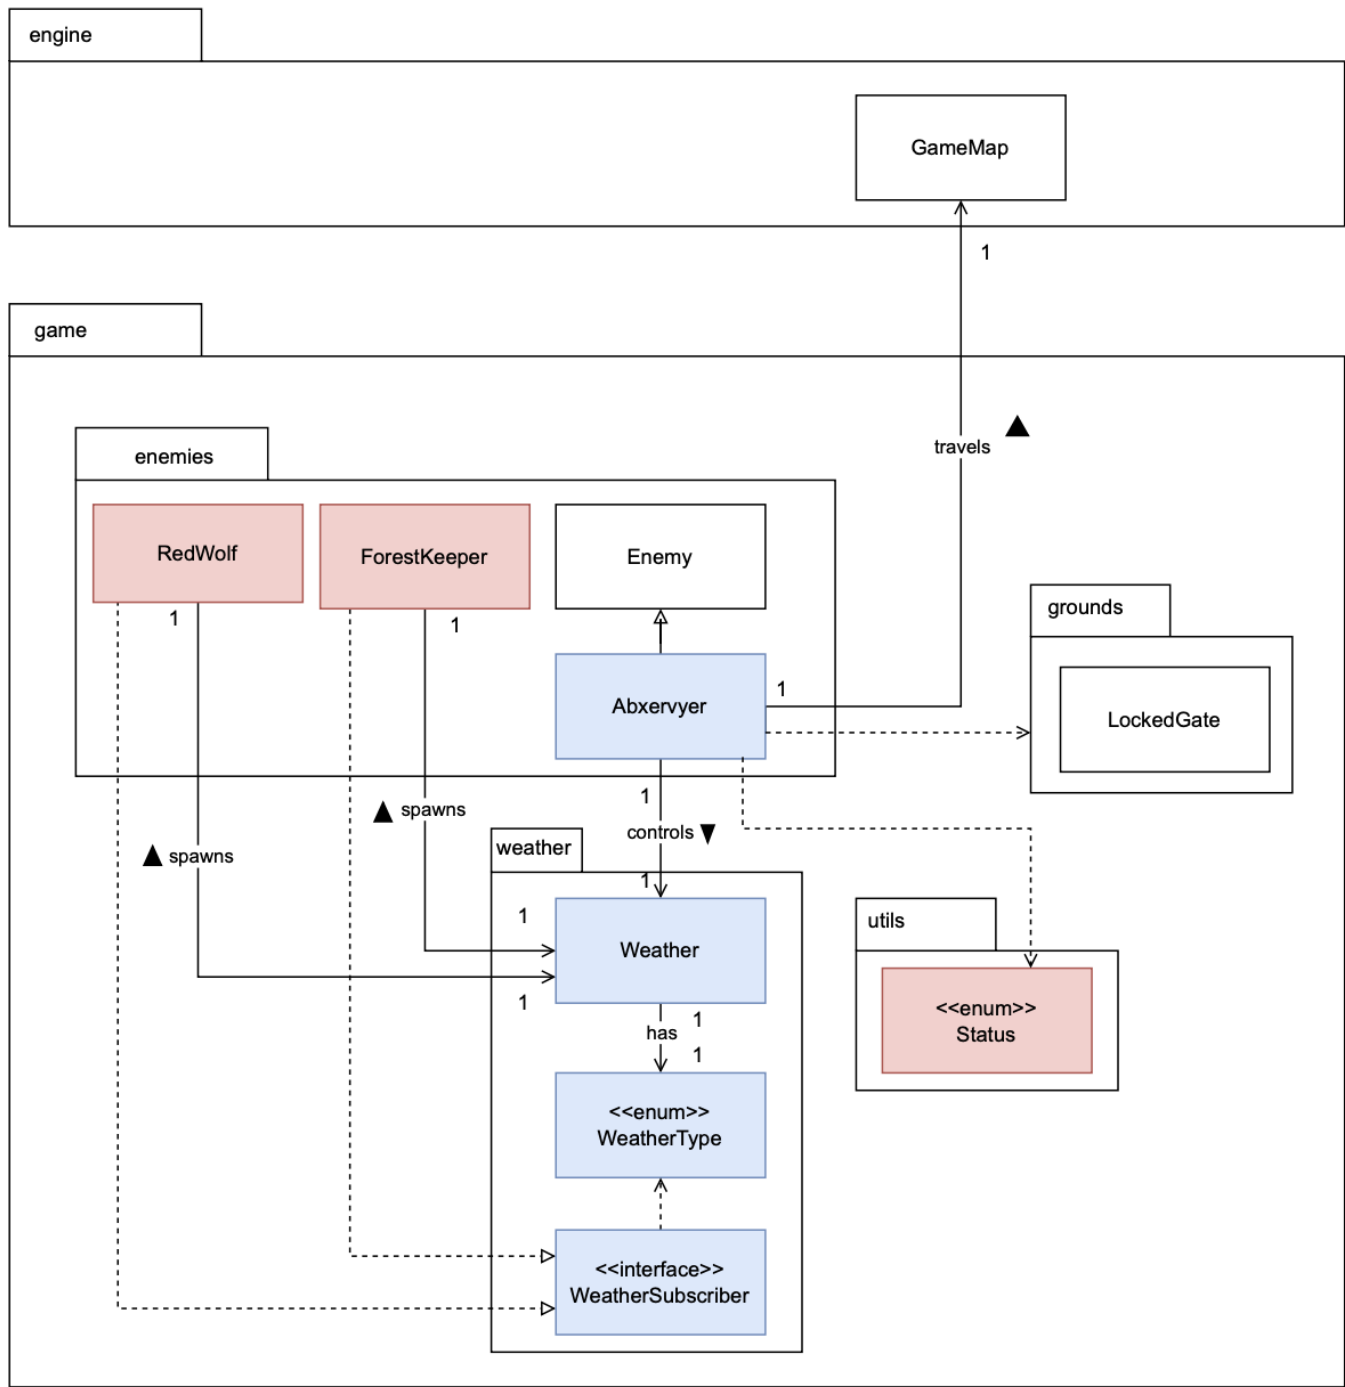 engine
GameMap
1
game
travels
enemies
RedWolf
ForestKeeper
Enemy
1
1
Abxervyer
1
grounds
LockedGate
1
controls
1
spawns
spawns
weather
1
Weather
1
has
1
1
utils
<<enum>>
Status
<<enum>>
WeatherType
<<interface>>
WeatherSubscriber